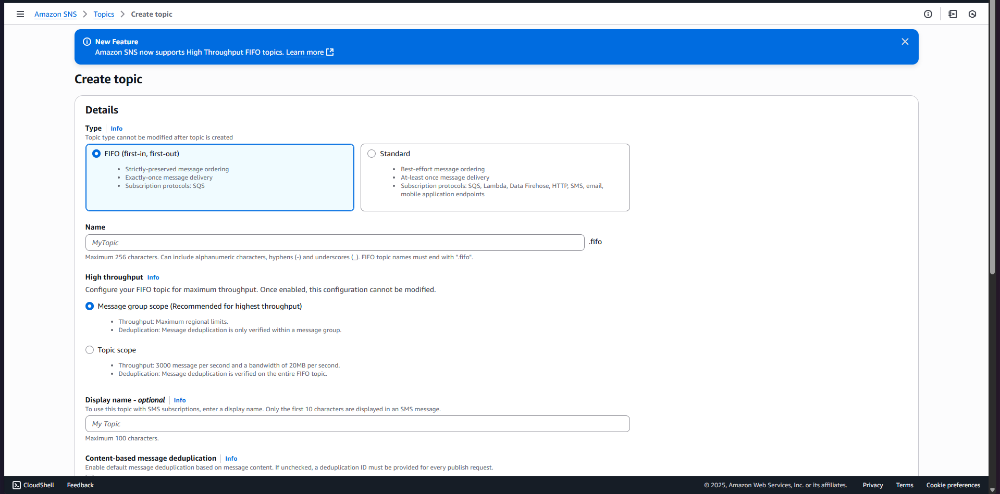 Amazon SNS > Topics > Create topic
New Feature
Amazon SNS now supports High Throughput FIFO topics. Learn more
Create topic
Details
Type Info
Topic type cannot be modified after topic is created
FIFO (first-in, first-out)
• Strictly-preserved message ordering
• Exactly-once message delivery
• Subscription protocols: SQS
Standard
• Best-effort message ordering
• At-least once message delivery
• Subscription protocols: SQS, Lambda, Data Firehose, HTTP, SMS, email,
mobile application endpoints
Name
MyTopic .fifo
Maximum 256 characters. Can include alphanumeric characters, hyphens (-) and underscores (_). FIFO topic names must end with ".fifo".
High throughput Info
Configure your FIFO topic for maximum throughput. Once enabled, this configuration cannot be modified.
Message group scope (Recommended for highest throughput)
• Throughput: Maximum regional limits.
• Deduplication: Message deduplication is only verified within a message group.
Topic scope
• Throughput: 3000 message per second and a bandwidth of 20MB per second.
• Deduplication: Message deduplication is verified on the entire FIFO topic.
Display name - optional Info
To use this topic with SMS subscriptions, enter a display name. Only the first 10 characters are displayed in an SMS message.
My Topic
Maximum 100 characters.
Content-based message deduplication Info
Enable default message deduplication based on message content. If unchecked, a deduplication ID must be provided for every publish request.
CloudShell Feedback © 2025, Amazon Web Services, Inc. or its affiliates. Privacy Terms Cookie preferences